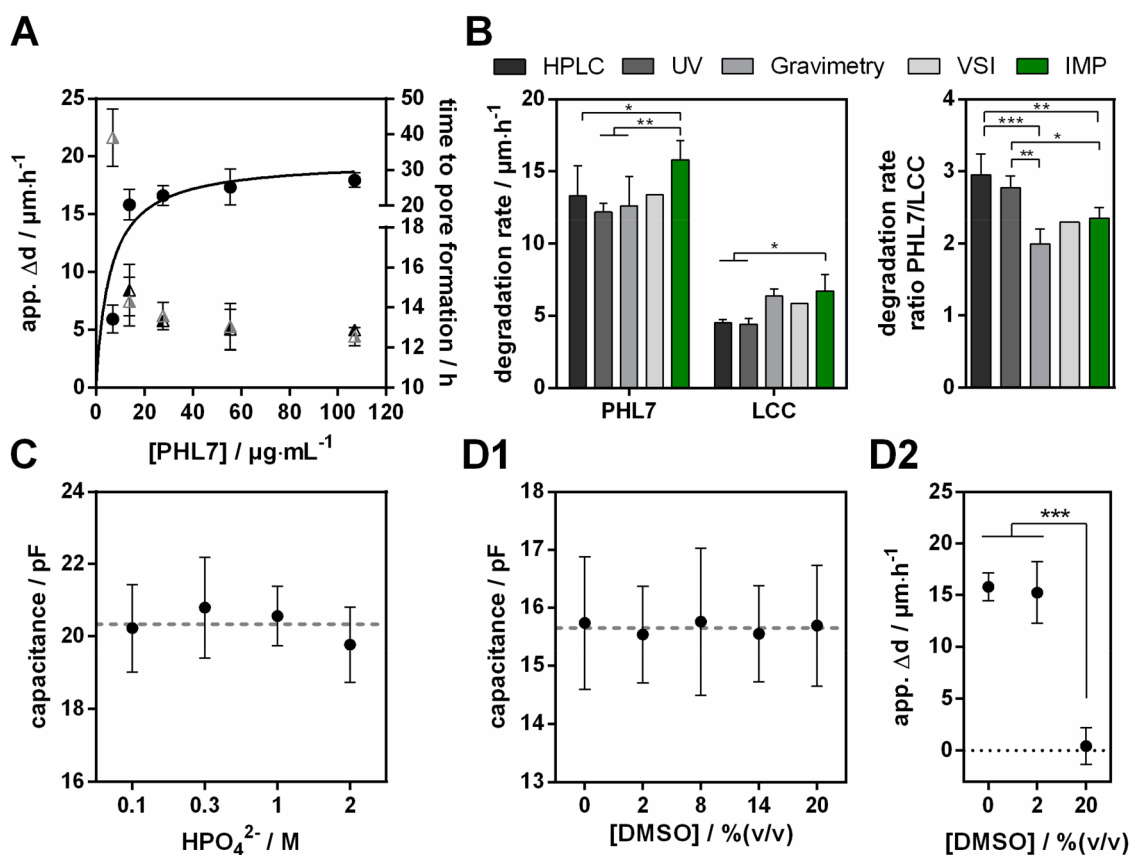 A
app. Δd / µm·h-1
25
20
15
10
5
0
50
40
30
20
18
16
14
13
12
10
time to pore formation / h
0 20 40 60 80 100 120
[PHL7] / µg·mL-1
B
HPLC UV Gravimetry VSI IMP
degradation rate / µm·h-1
20
15
10
5
0
*
**
*
PHL7 LCC
degradation rate
ratio PHL7/LCC
4
3
2
1
0
**
***
*
**
C
capacitance / pF
24
22
20
18
16
0.1 0.3 1 2
HPO42- / M
D1
capacitance / pF
18
17
16
15
14
13
0 2 8 14 20
[DMSO] / %(v/v)
D2
app. Δd / µm·h-1
25
20
15
10
5
0
***
0 2 20
[DMSO] / %(v/v)